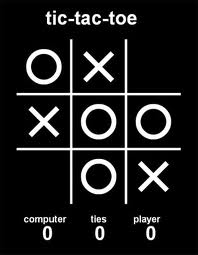 tic-tac-toe
O X
X O O
O X
computer ties player
0 0 0